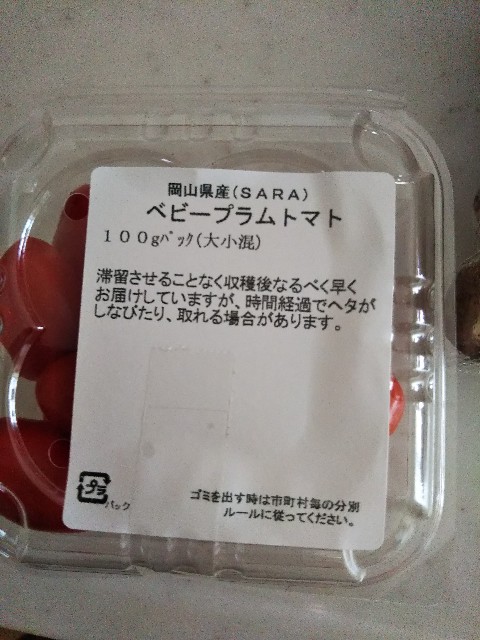 岡山県産(SARA)
ベビープラムトマト
100gﾊﾟｯｸ(大小混)
滞留させることなく収穫後なるべく早く
お届けしていますが、時間経過でヘタが
しなびたり、取れる場合があります。
プラ
パック
ゴミを出す時は市町村毎の分別
ルールに従ってください。